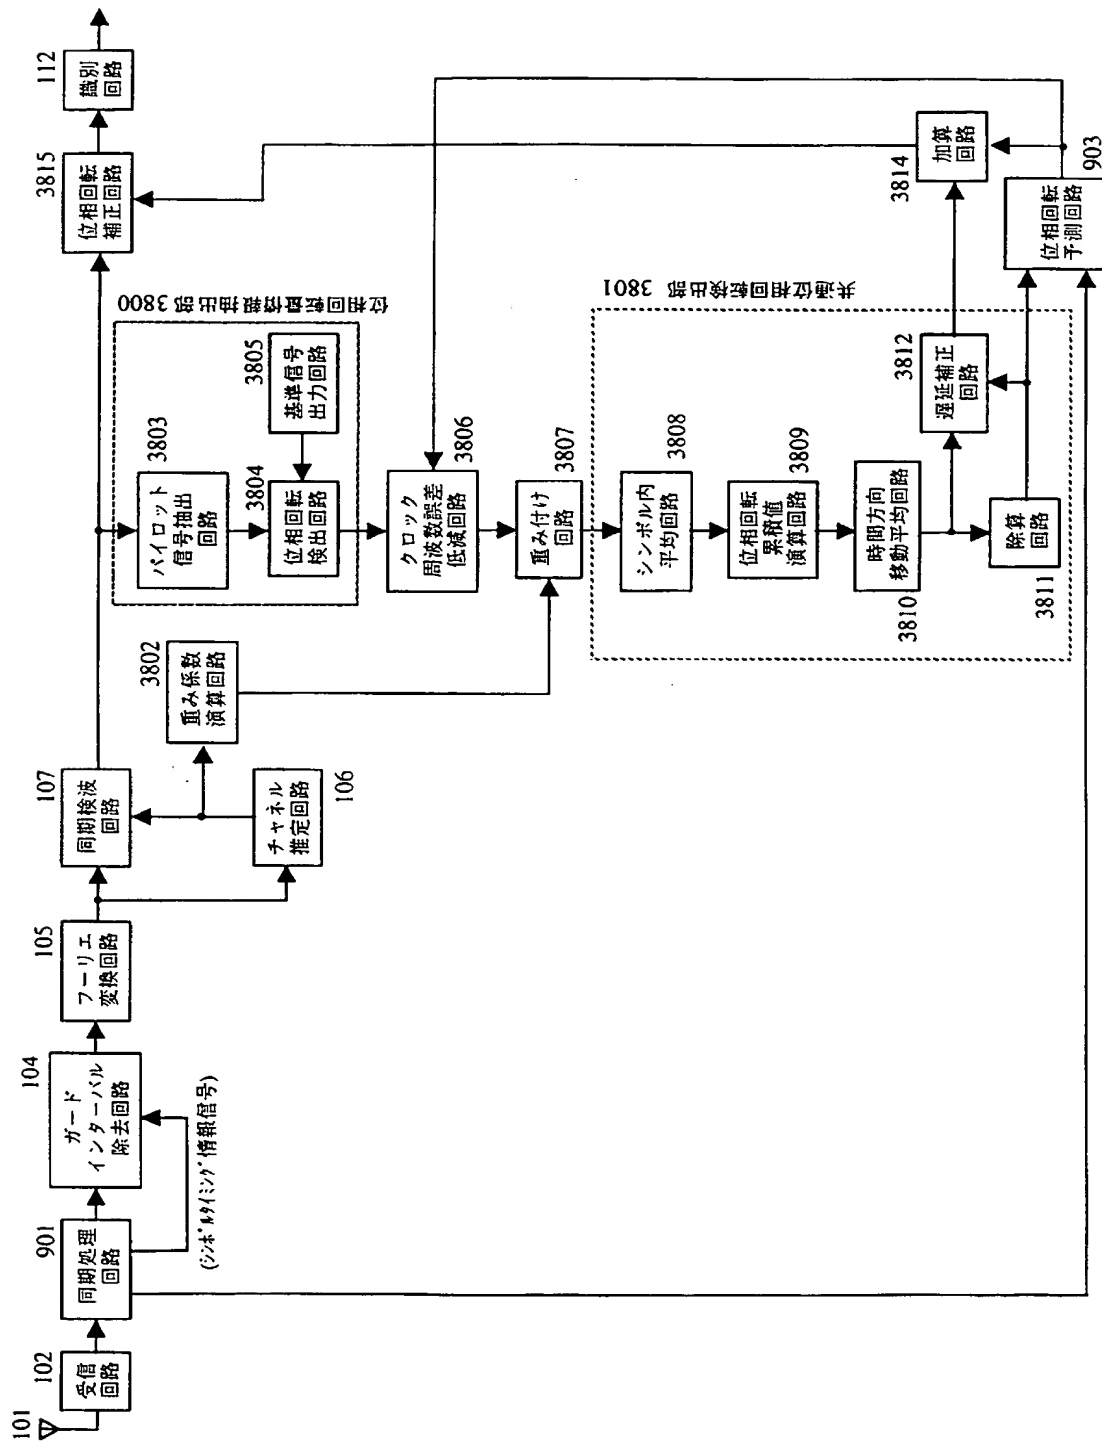 101
102
受信
回路
901
同期処理
回路
(シンボルタイミング情報信号)
104
ガード
インターバル
除去回路
105
フーリエ
変換回路
107
同期検波
回路
チャネル
推定回路
106
3802
重み係数
演算回路
3815
位相回転
補正回路
112
識別
回路
位相回転量情報抽出部 3800
3803
パイロット
信号抽出
回路
3804
位相回転
検出回路
3805
基準信号
出力回路
クロック
周波数誤差
低減回路
3806
重み付け
回路
3807
共通位相回転検出部 3801
シンボル内
平均回路
3808
位相回転
累積値
演算回路
3809
時間方向
移動平均回路
3810
除算
回路
3811
3812
遅延補正
回路
3814
加算
回路
位相回転
予測回路
903